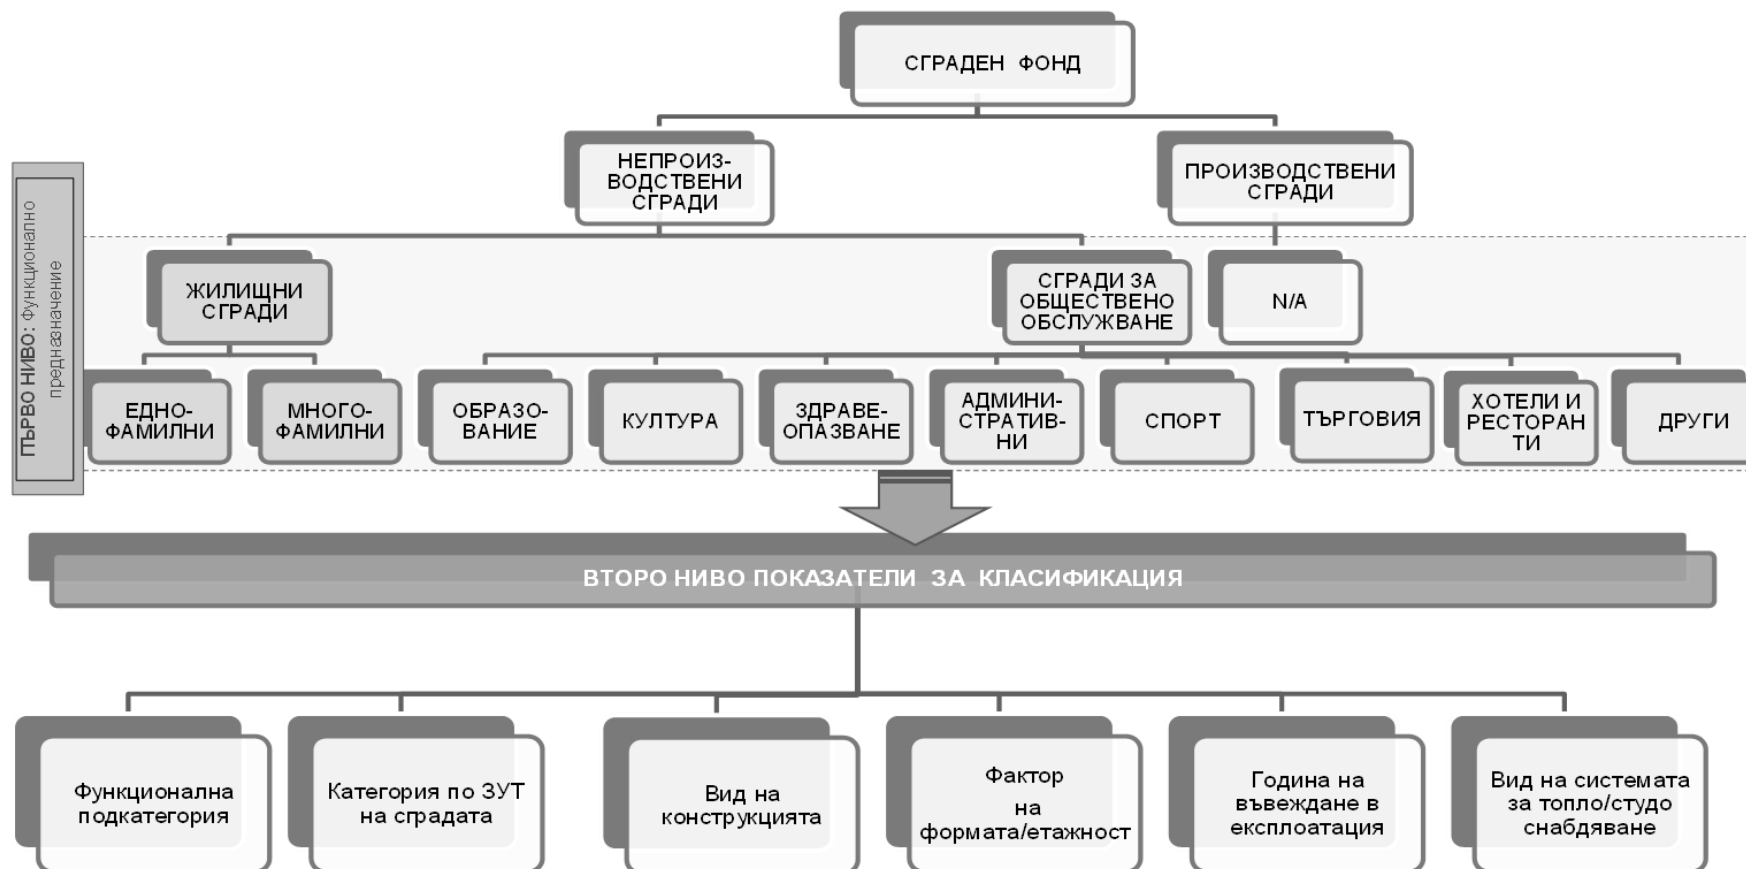 СГРАДЕН ФОНД
НЕПРОИЗ-
ВОДСТВЕНИ
СГРАДИ
ПРОИЗВОДСТВЕНИ
СГРАДИ
ПЪРВО НИВО: Функционално
предназначение
ЖИЛИЩНИ
СГРАДИ
СГРАДИ ЗА
ОБЩЕСТВЕНО
ОБСЛУЖВАНЕ
N/A
ЕДНО-
ФАМИЛНИ
МНОГО-
ФАМИЛНИ
ОБРАЗО-
ВАНИЕ
КУЛТУРА
ЗДРАВЕ-
ОПАЗВАНЕ
АДМИНИ-
СТРАТИВ-
НИ
СПОРТ
ТЪРГОВИЯ
ХОТЕЛИ И
РЕСТОРАН
ТИ
ДРУГИ
ВТОРО НИВО ПОКАЗАТЕЛИ ЗА КЛАСИФИКАЦИЯ
Функционална
подкатегория
Категория по ЗУТ
на сградата
Вид на
конструкцията
Фактор
на
формата/етажност
Година на
въвеждане в
експлоатация
Вид на системата
за топло/студо
снабдяване